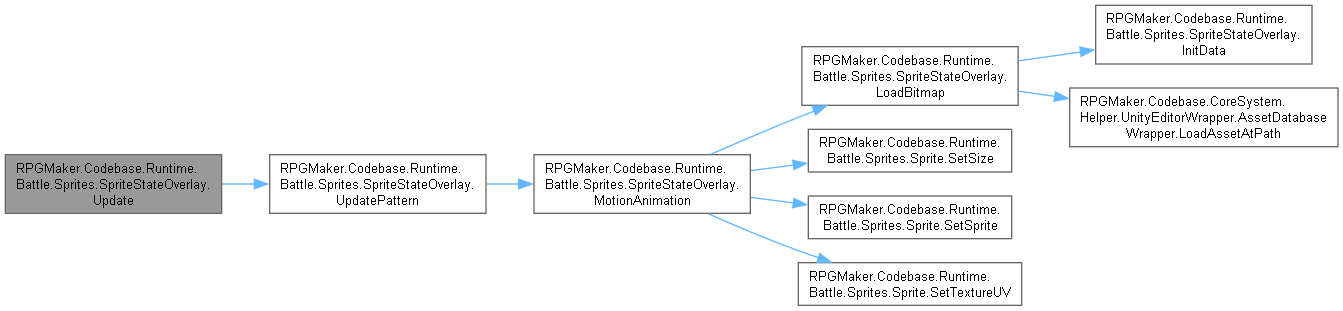 RPGMaker.Codebase.Runtime.
Battle.Sprites.SpriteStateOverlay.
Update
RPGMaker.Codebase.Runtime.
Battle.Sprites.SpriteStateOverlay.
UpdatePattern
RPGMaker.Codebase.Runtime.
Battle.Sprites.SpriteStateOverlay.
MotionAnimation
RPGMaker.Codebase.Runtime.
Battle.Sprites.SpriteStateOverlay.
LoadBitmap
RPGMaker.Codebase.Runtime.
Battle.Sprites.SpriteStateOverlay.
InitData
RPGMaker.Codebase.CoreSystem.
Helper.UnityEditorWrapper.AssetDatabase
Wrapper.LoadAssetAtPath
RPGMaker.Codebase.Runtime.
Battle.Sprites.Sprite.SetSize
RPGMaker.Codebase.Runtime.
Battle.Sprites.Sprite.SetSprite
RPGMaker.Codebase.Runtime.
Battle.Sprites.Sprite.SetTextureUV